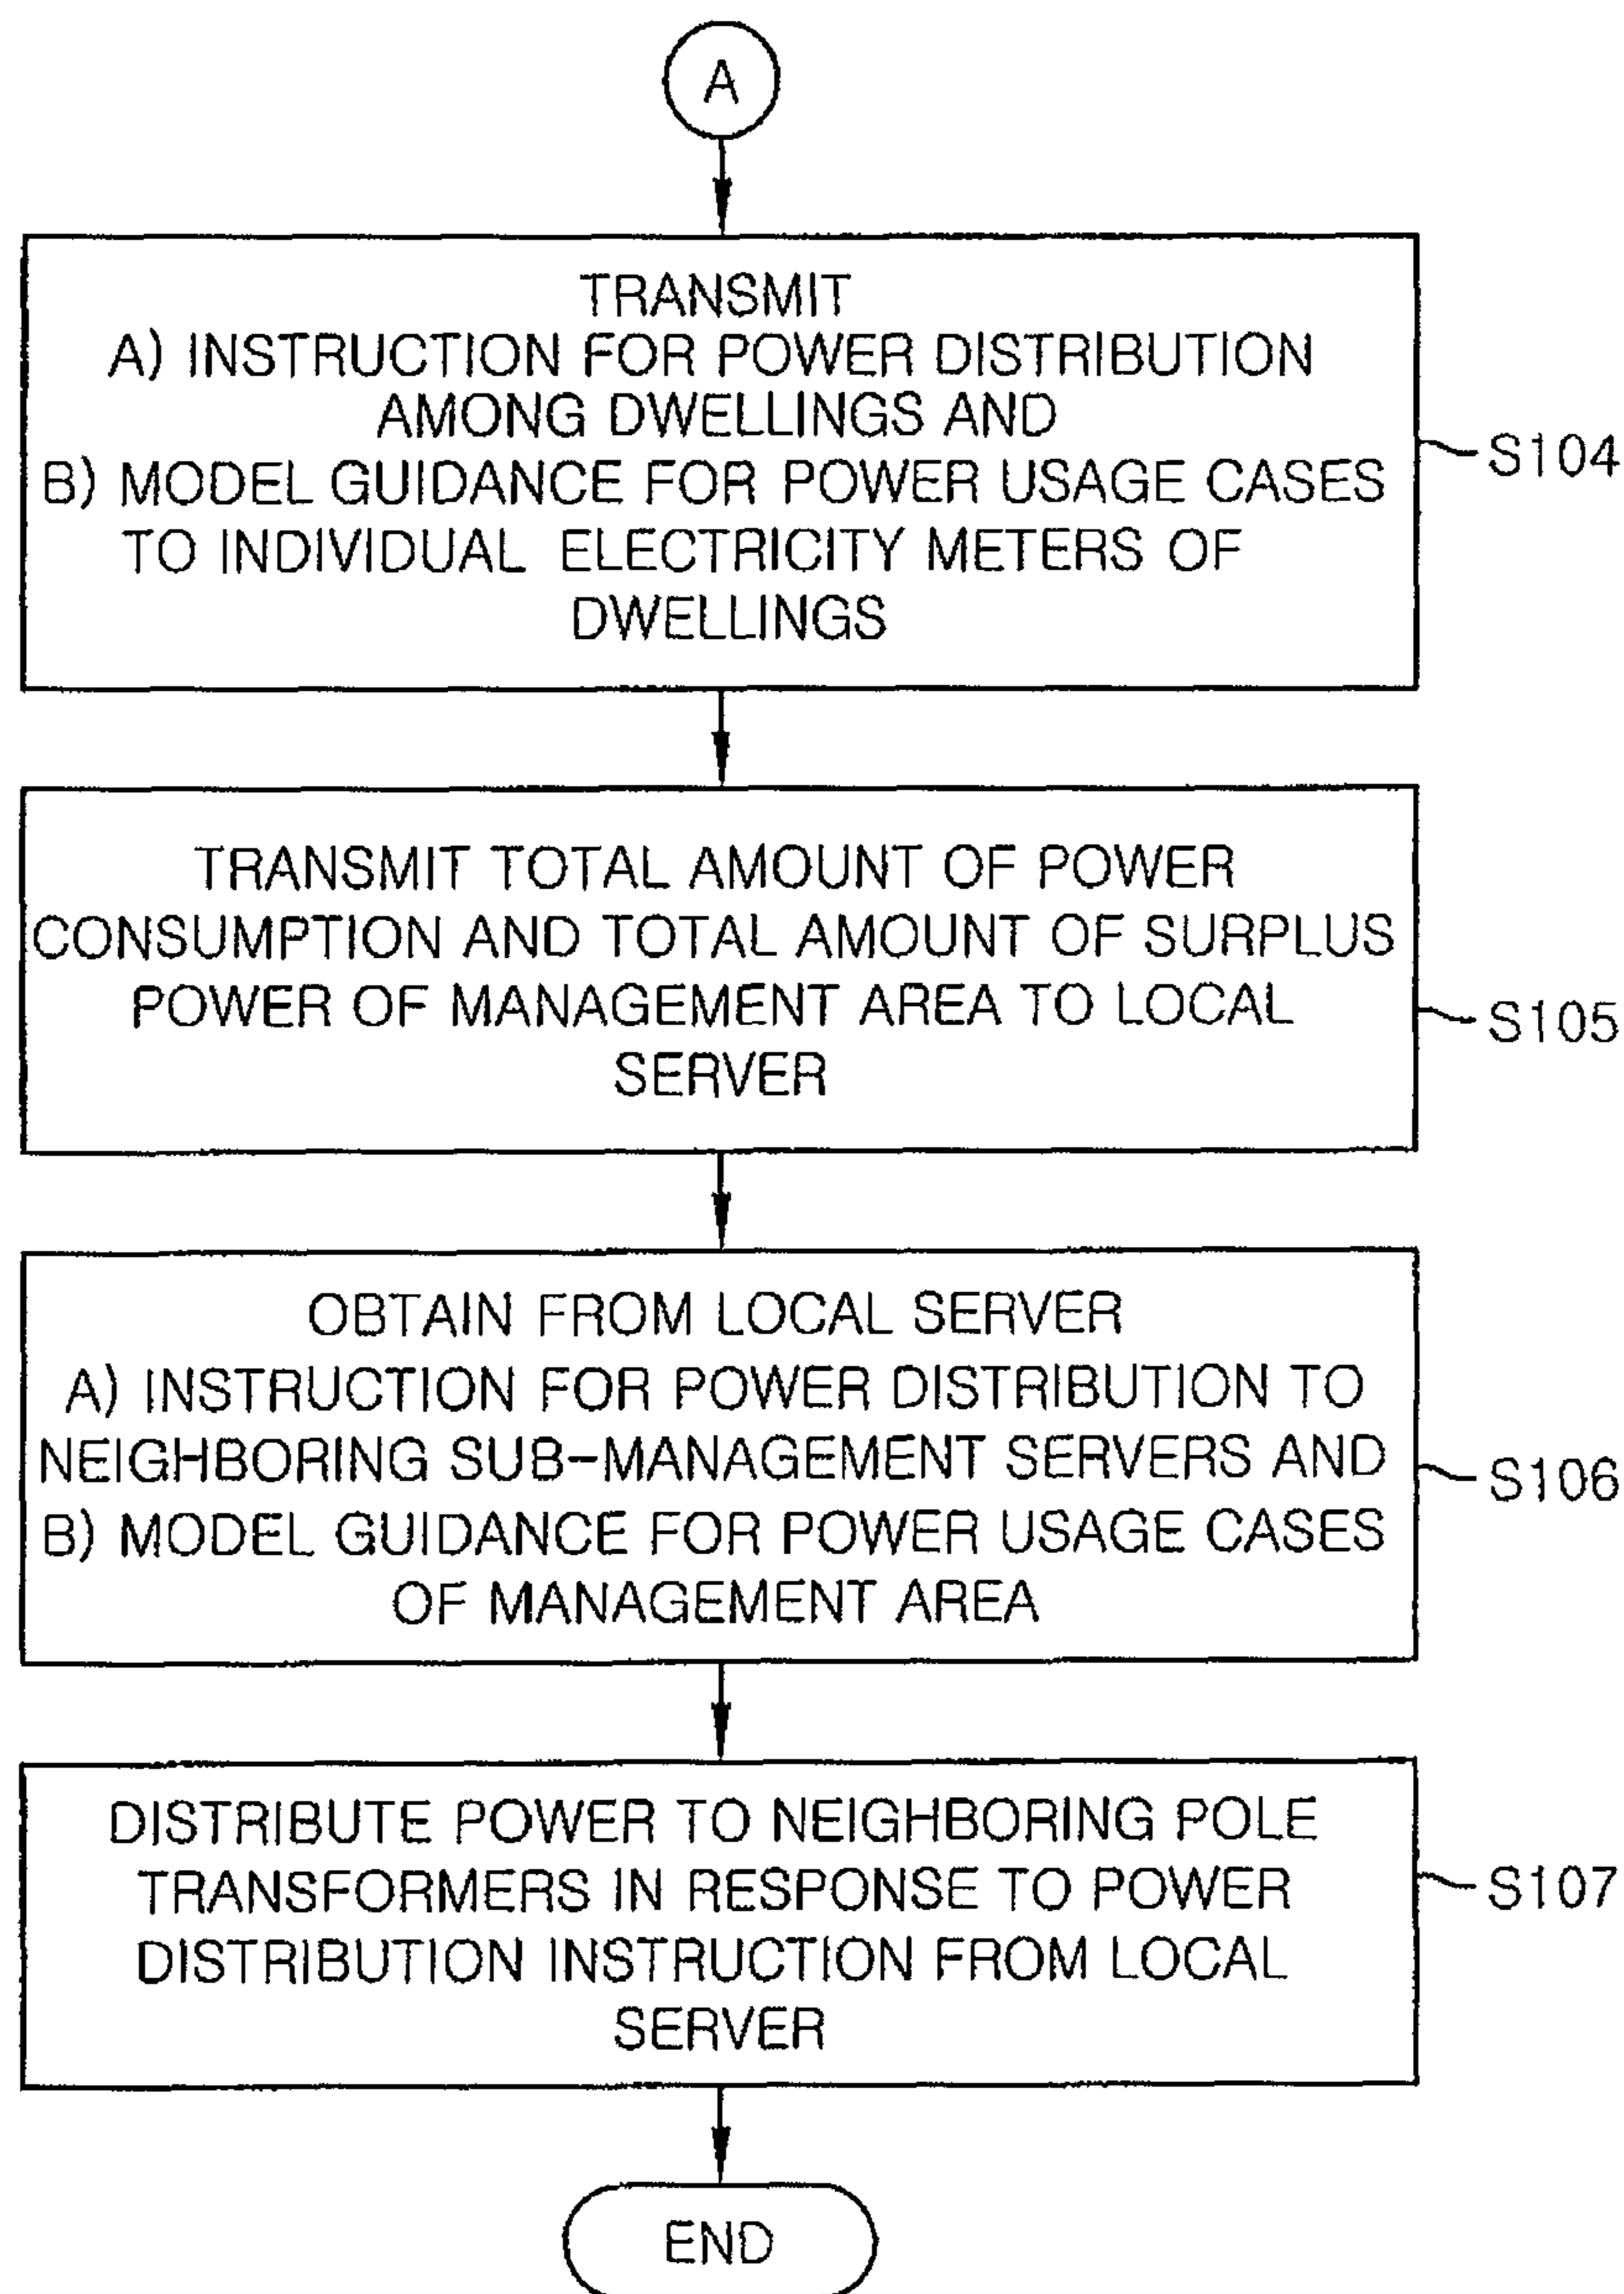 A
TRANSMIT
A) INSTRUCTION FOR POWER DISTRIBUTION
AMONG DWELLINGS AND
B) MODEL GUIDANCE FOR POWER USAGE CASES
TO INDIVIDUAL ELECTRICITY METERS OF
DWELLINGS
S104
TRANSMIT TOTAL AMOUNT OF POWER
CONSUMPTION AND TOTAL AMOUNT OF SURPLUS
POWER OF MANAGEMENT AREA TO LOCAL
SERVER
S105
OBTAIN FROM LOCAL SERVER
A) INSTRUCTION FOR POWER DISTRIBUTION TO
NEIGHBORING SUB-MANAGEMENT SERVERS AND
B) MODEL GUIDANCE FOR POWER USAGE CASES
OF MANAGEMENT AREA
S106
DISTRIBUTE POWER TO NEIGHBORING POLE
TRANSFORMERS IN RESPONSE TO POWER
DISTRIBUTION INSTRUCTION FROM LOCAL
SERVER
S107
END